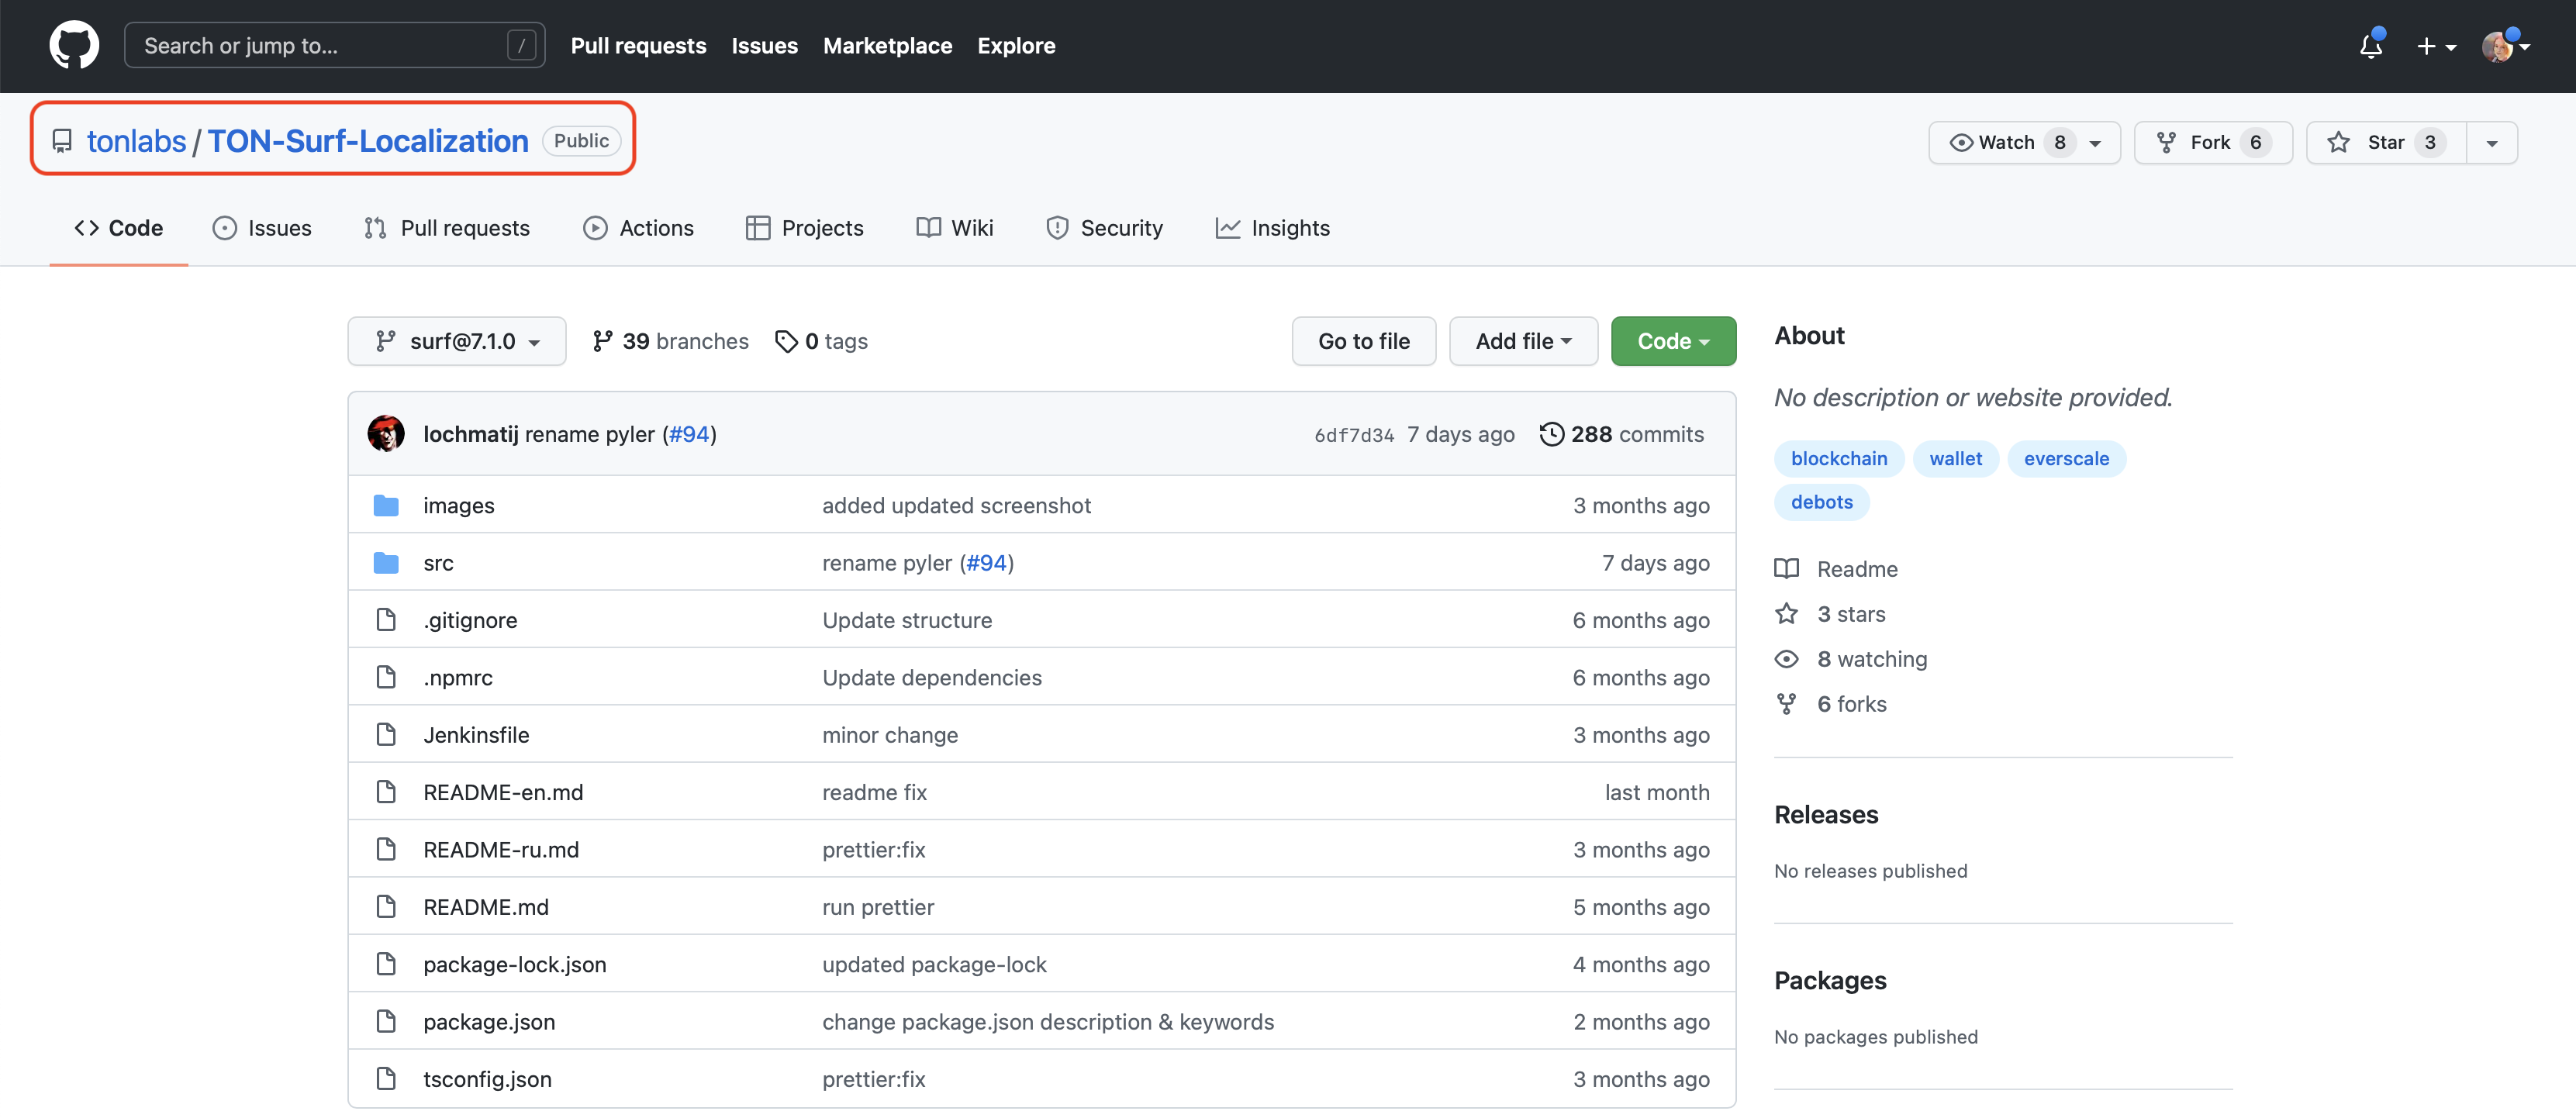 Search or jump to... / Pull requests Issues Marketplace Explore
tonlabs / TON-Surf-Localization Public Watch 8 Fork 6 Star 3
Code Issues Pull requests Actions Projects Wiki Security Insights
surf@7.1.0 39 branches 0 tags Go to file Add file Code
lochmatij rename pyler (#94) 6df7d34 7 days ago 288 commits
images added updated screenshot 3 months ago
src rename pyler (#94) 7 days ago
.gitignore Update structure 6 months ago
.npmrc Update dependencies 6 months ago
Jenkinsfile minor change 3 months ago
README-en.md readme fix last month
README-ru.md prettier:fix 3 months ago
README.md run prettier 5 months ago
package-lock.json updated package-lock 4 months ago
package.json change package.json description & keywords 2 months ago
tsconfig.json prettier:fix 3 months ago
About
No description or website provided.
blockchain wallet everscale
debots
Readme
3 stars
8 watching
6 forks
Releases
No releases published
Packages
No packages published